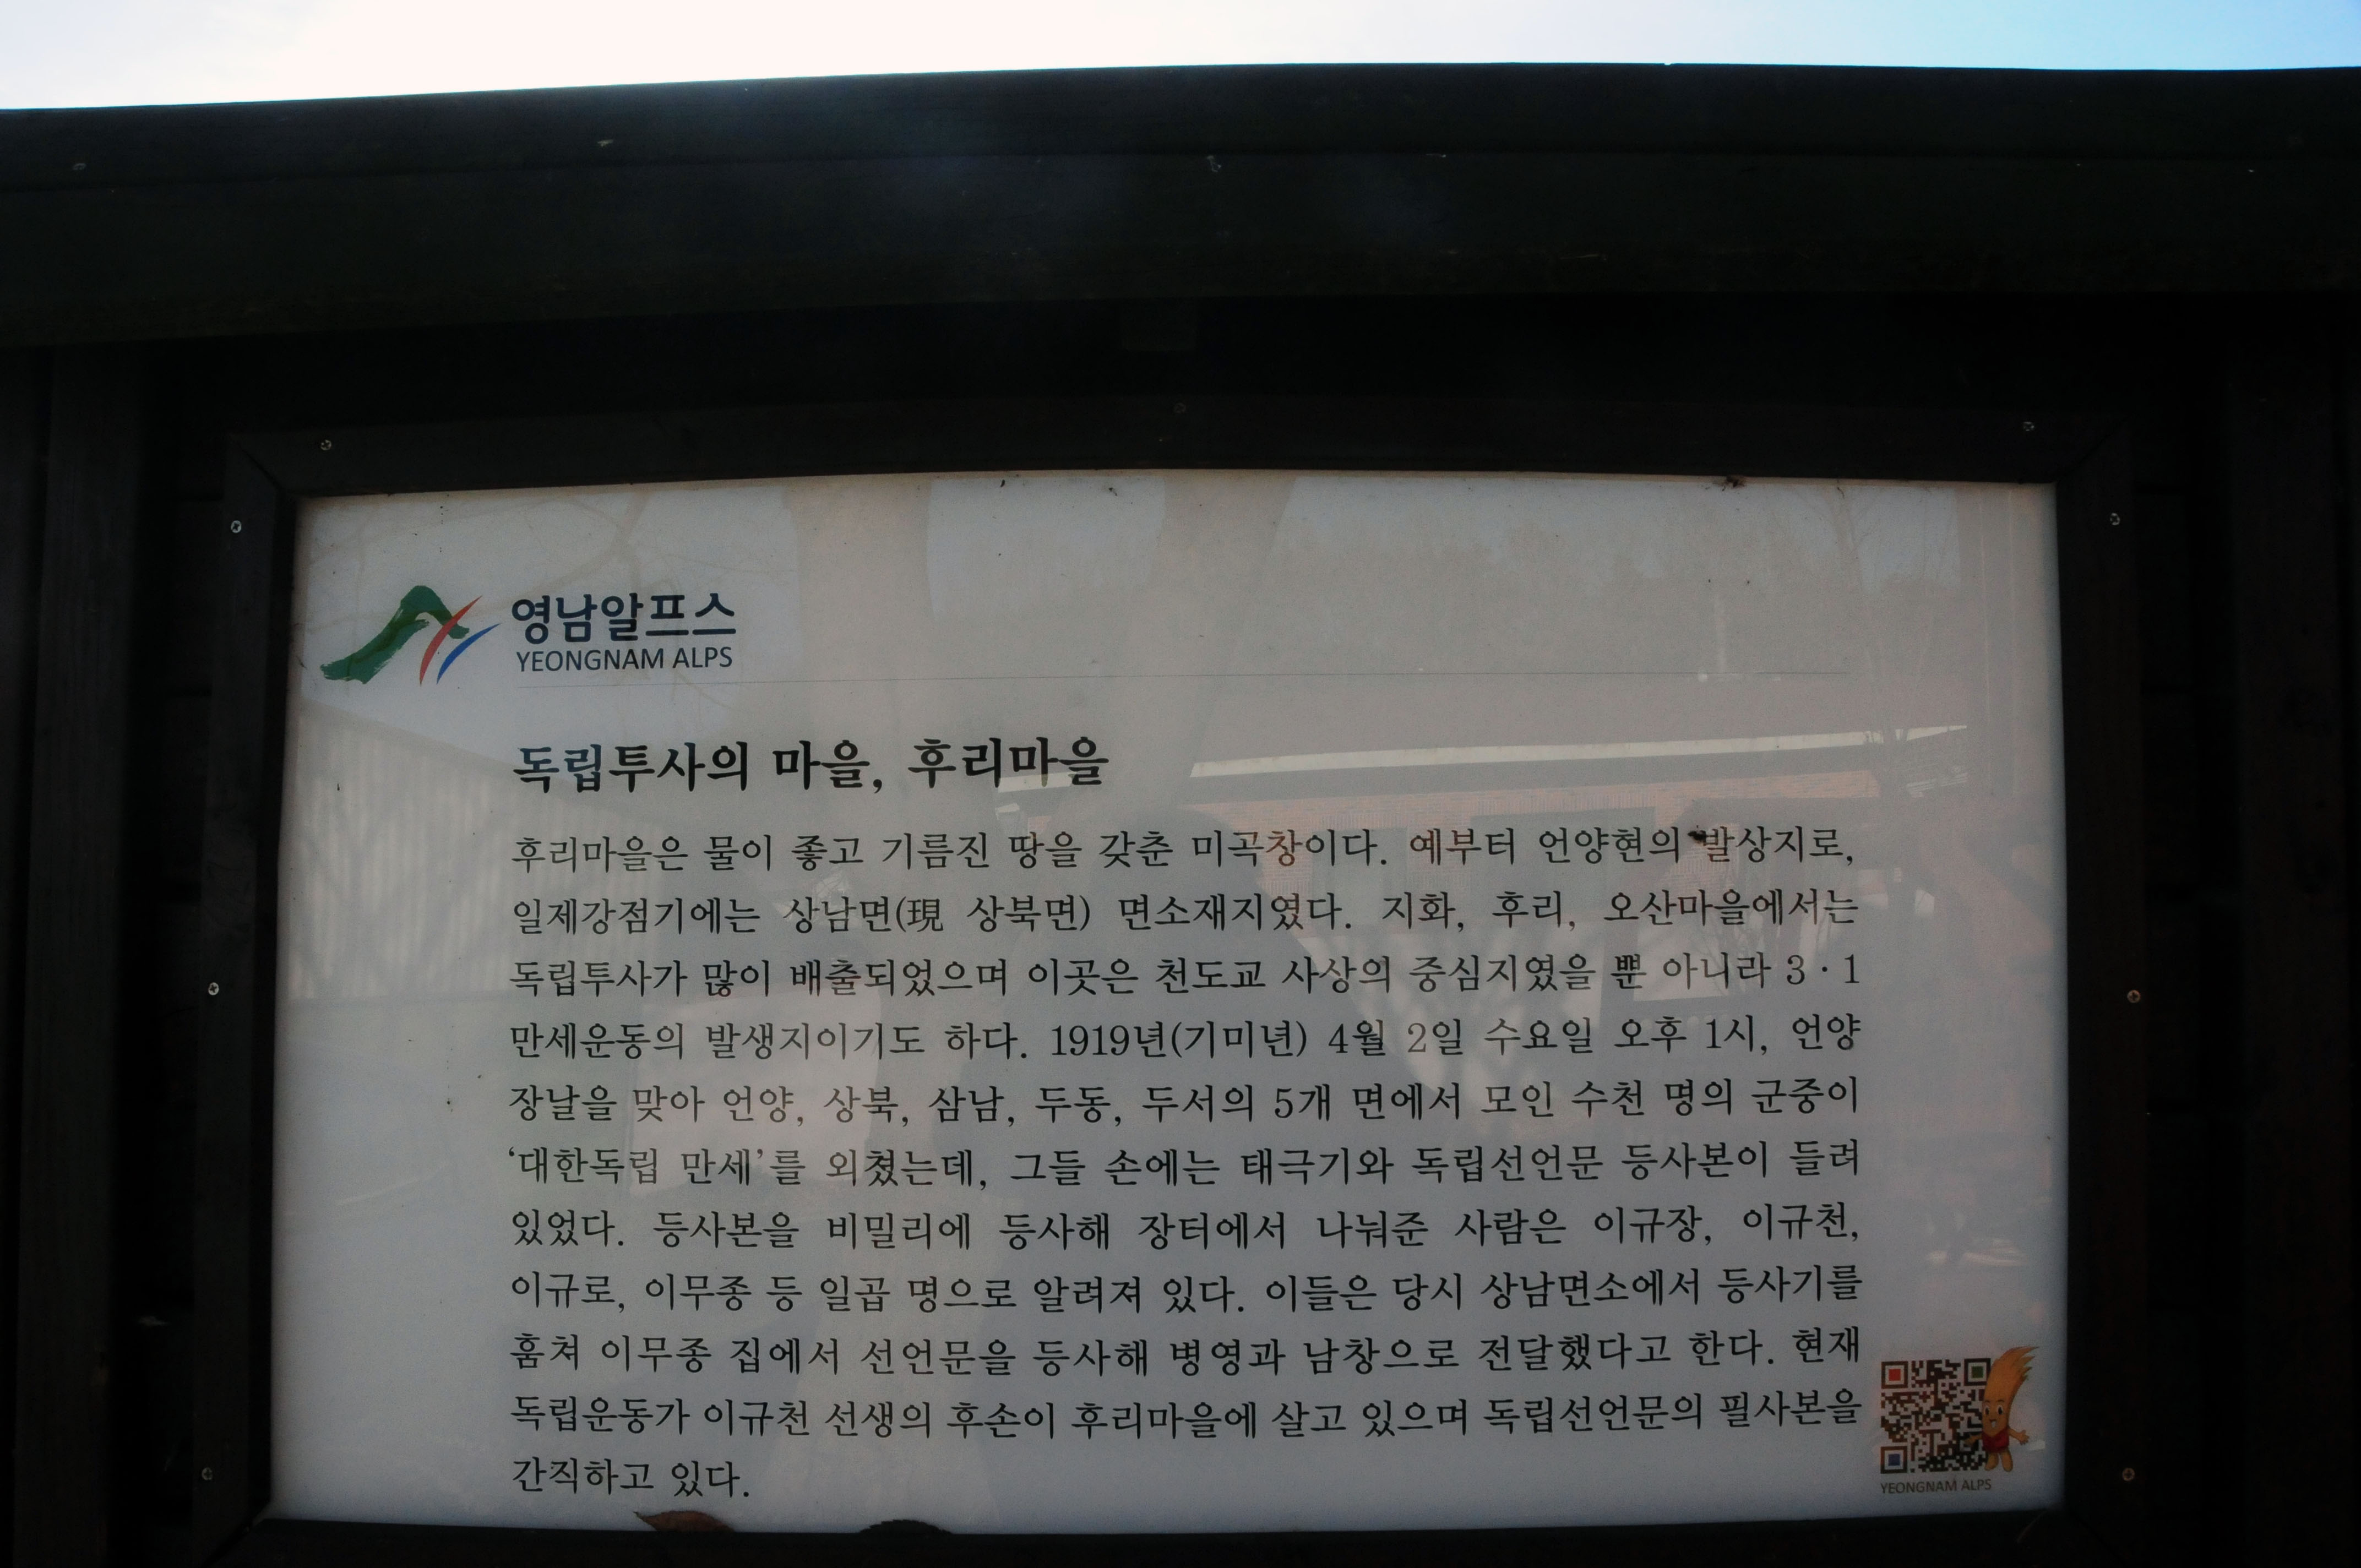 영남알프스
YEONGNAM ALPS
독립투사의 마을, 후리마을
후리마을은 물이 좋고 기름진 땅을 갖춘 미곡창이다. 예부터 언양현의 발상지로,
일제강점기에는 상남면(現 상북면) 면소재지였다. 지화, 후리, 오산마을에서는
독립투사가 많이 배출되었으며 이곳은 천도교 사상의 중심지였을 뿐 아니라 3·1
만세운동의 발생지이기도 하다. 1919년(기미년) 4월 2일 수요일 오후 1시, 언양
장날을 맞아 언양, 상북, 삼남, 두동, 두서의 5개 면에서 모인 수천 명의 군중이
‘대한독립 만세’를 외쳤는데, 그들 손에는 태극기와 독립선언문 등사본이 들려
있었다. 등사본을 비밀리에 등사해 장터에서 나눠준 사람은 이규장, 이규천,
이규로, 이무종 등 일곱 명으로 알려져 있다. 이들은 당시 상남면소에서 등사기를
훔쳐 이무종 집에서 선언문을 등사해 병영과 남창으로 전달했다고 한다. 현재
독립운동가 이규천 선생의 후손이 후리마을에 살고 있으며 독립선언문의 필사본을
간직하고 있다.
YEONGNAM ALPS